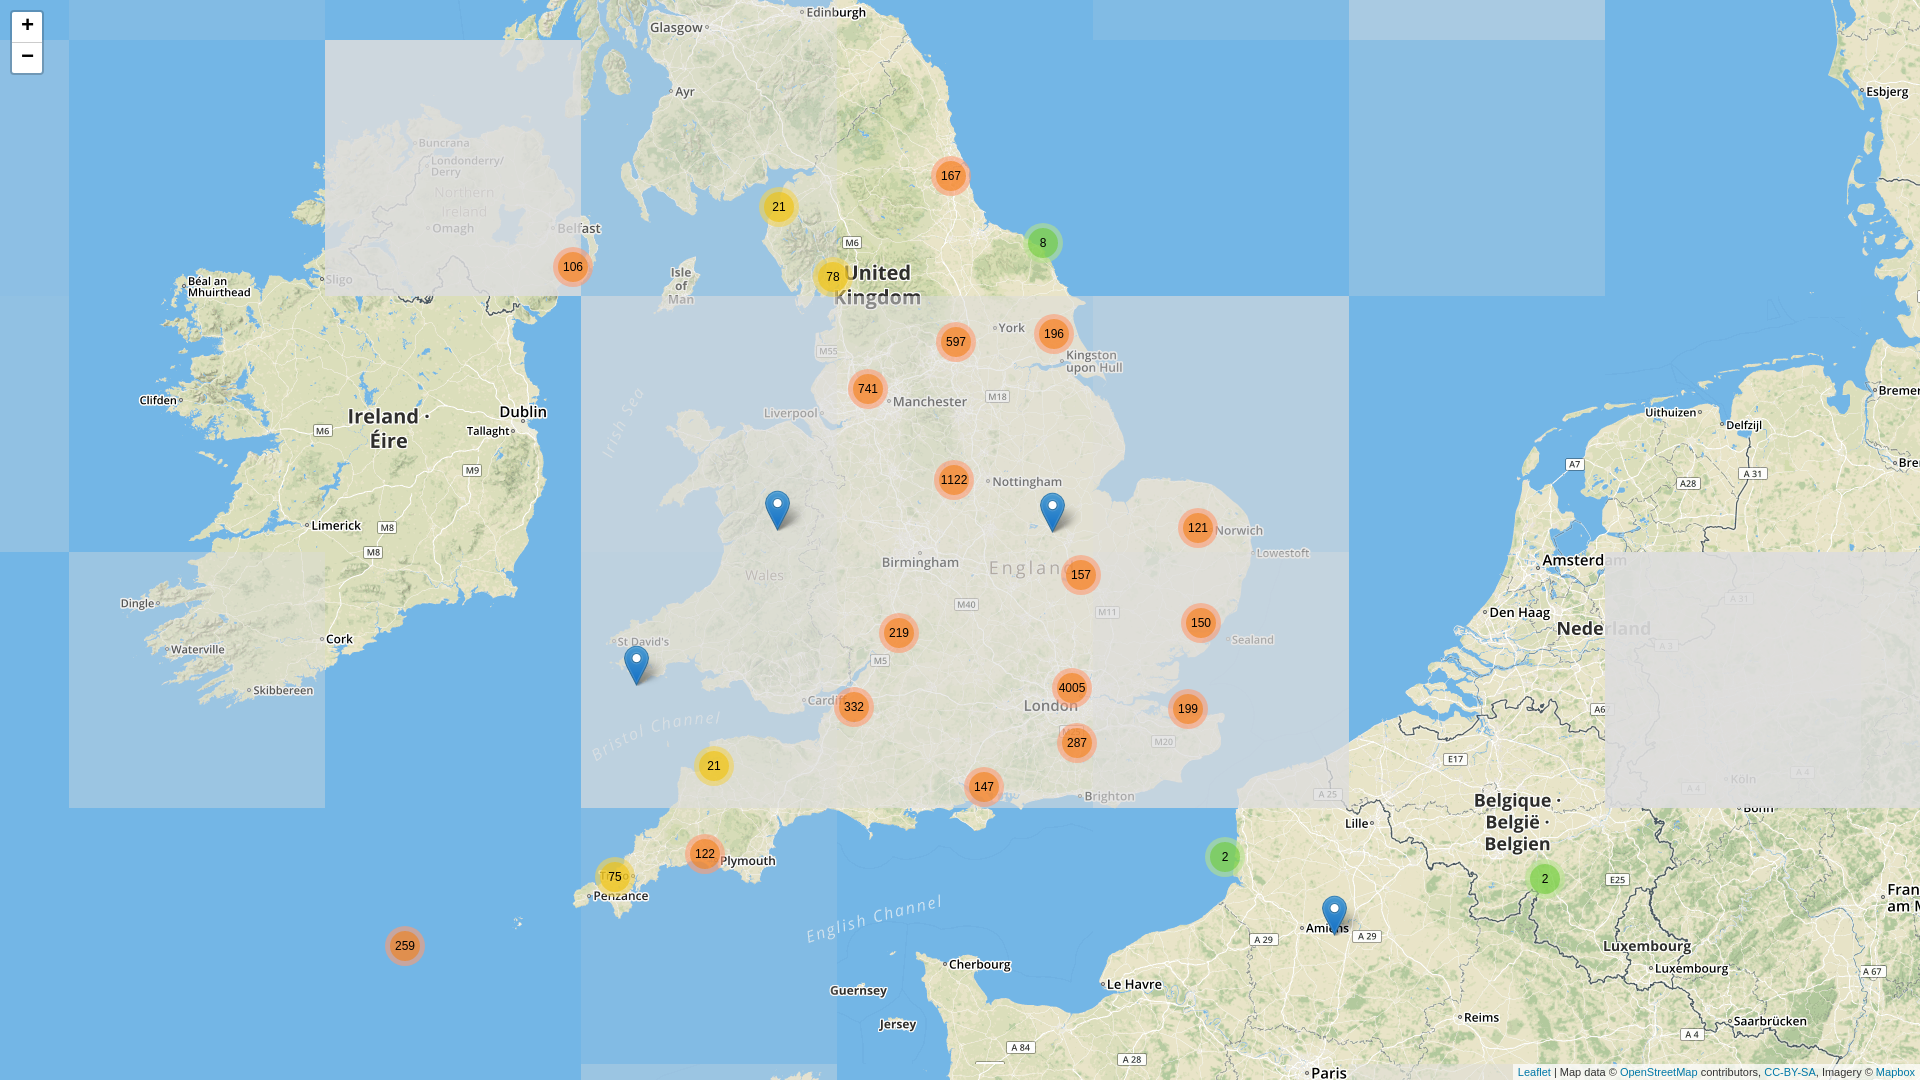 +
−
Edinburgh
Glasgow
Ayr
Esbjerg
Buncrana
Londonderry/
Derry
167
Northern
Ireland
21
Omagh
Belfast
M6
8
106
78
United
Kingdom
Isle
of
Man
Sligo
Béal an
Mhuirthead
York
196
597
M55
Kingston
upon Hull
741
Manchester
M18
Bremer
Clifden
Liverpool
Irish Sea
Ireland ·
Éire
Dublin
Tallaght
M6
Uithuizen
Delfzijl
M9
A7
A 31
A28
Bre
1122
Nottingham
Limerick
M8
M8
121
Norwich
Lowestoft
Birmingham
England
157
Wales
Amsterdam
Dingle
M40
M11
A 31
Den Haag
150
Nederland
219
Sealand
Cork
St David's
Waterville
M5
A 3
Skibbereen
4005
London
Cardiff
332
199
A6
Bristol Channel
287
M20
E17
21
147
Brighton
A 25
Köln
A 4
A 4
Bonn
Belgique ·
België ·
Belgien
Lille
122
Plymouth
2
75
Penzance
2
E25
Fran
am M
English Channel
Amiens
A 29
A 29
259
Luxembourg
Luxembourg
A 67
Cherbourg
Le Havre
Guernsey
Jersey
Reims
Saarbrücken
A 4
A 84
A 28
Paris
Leaflet | Map data © OpenStreetMap contributors, CC-BY-SA, Imagery © Mapbox